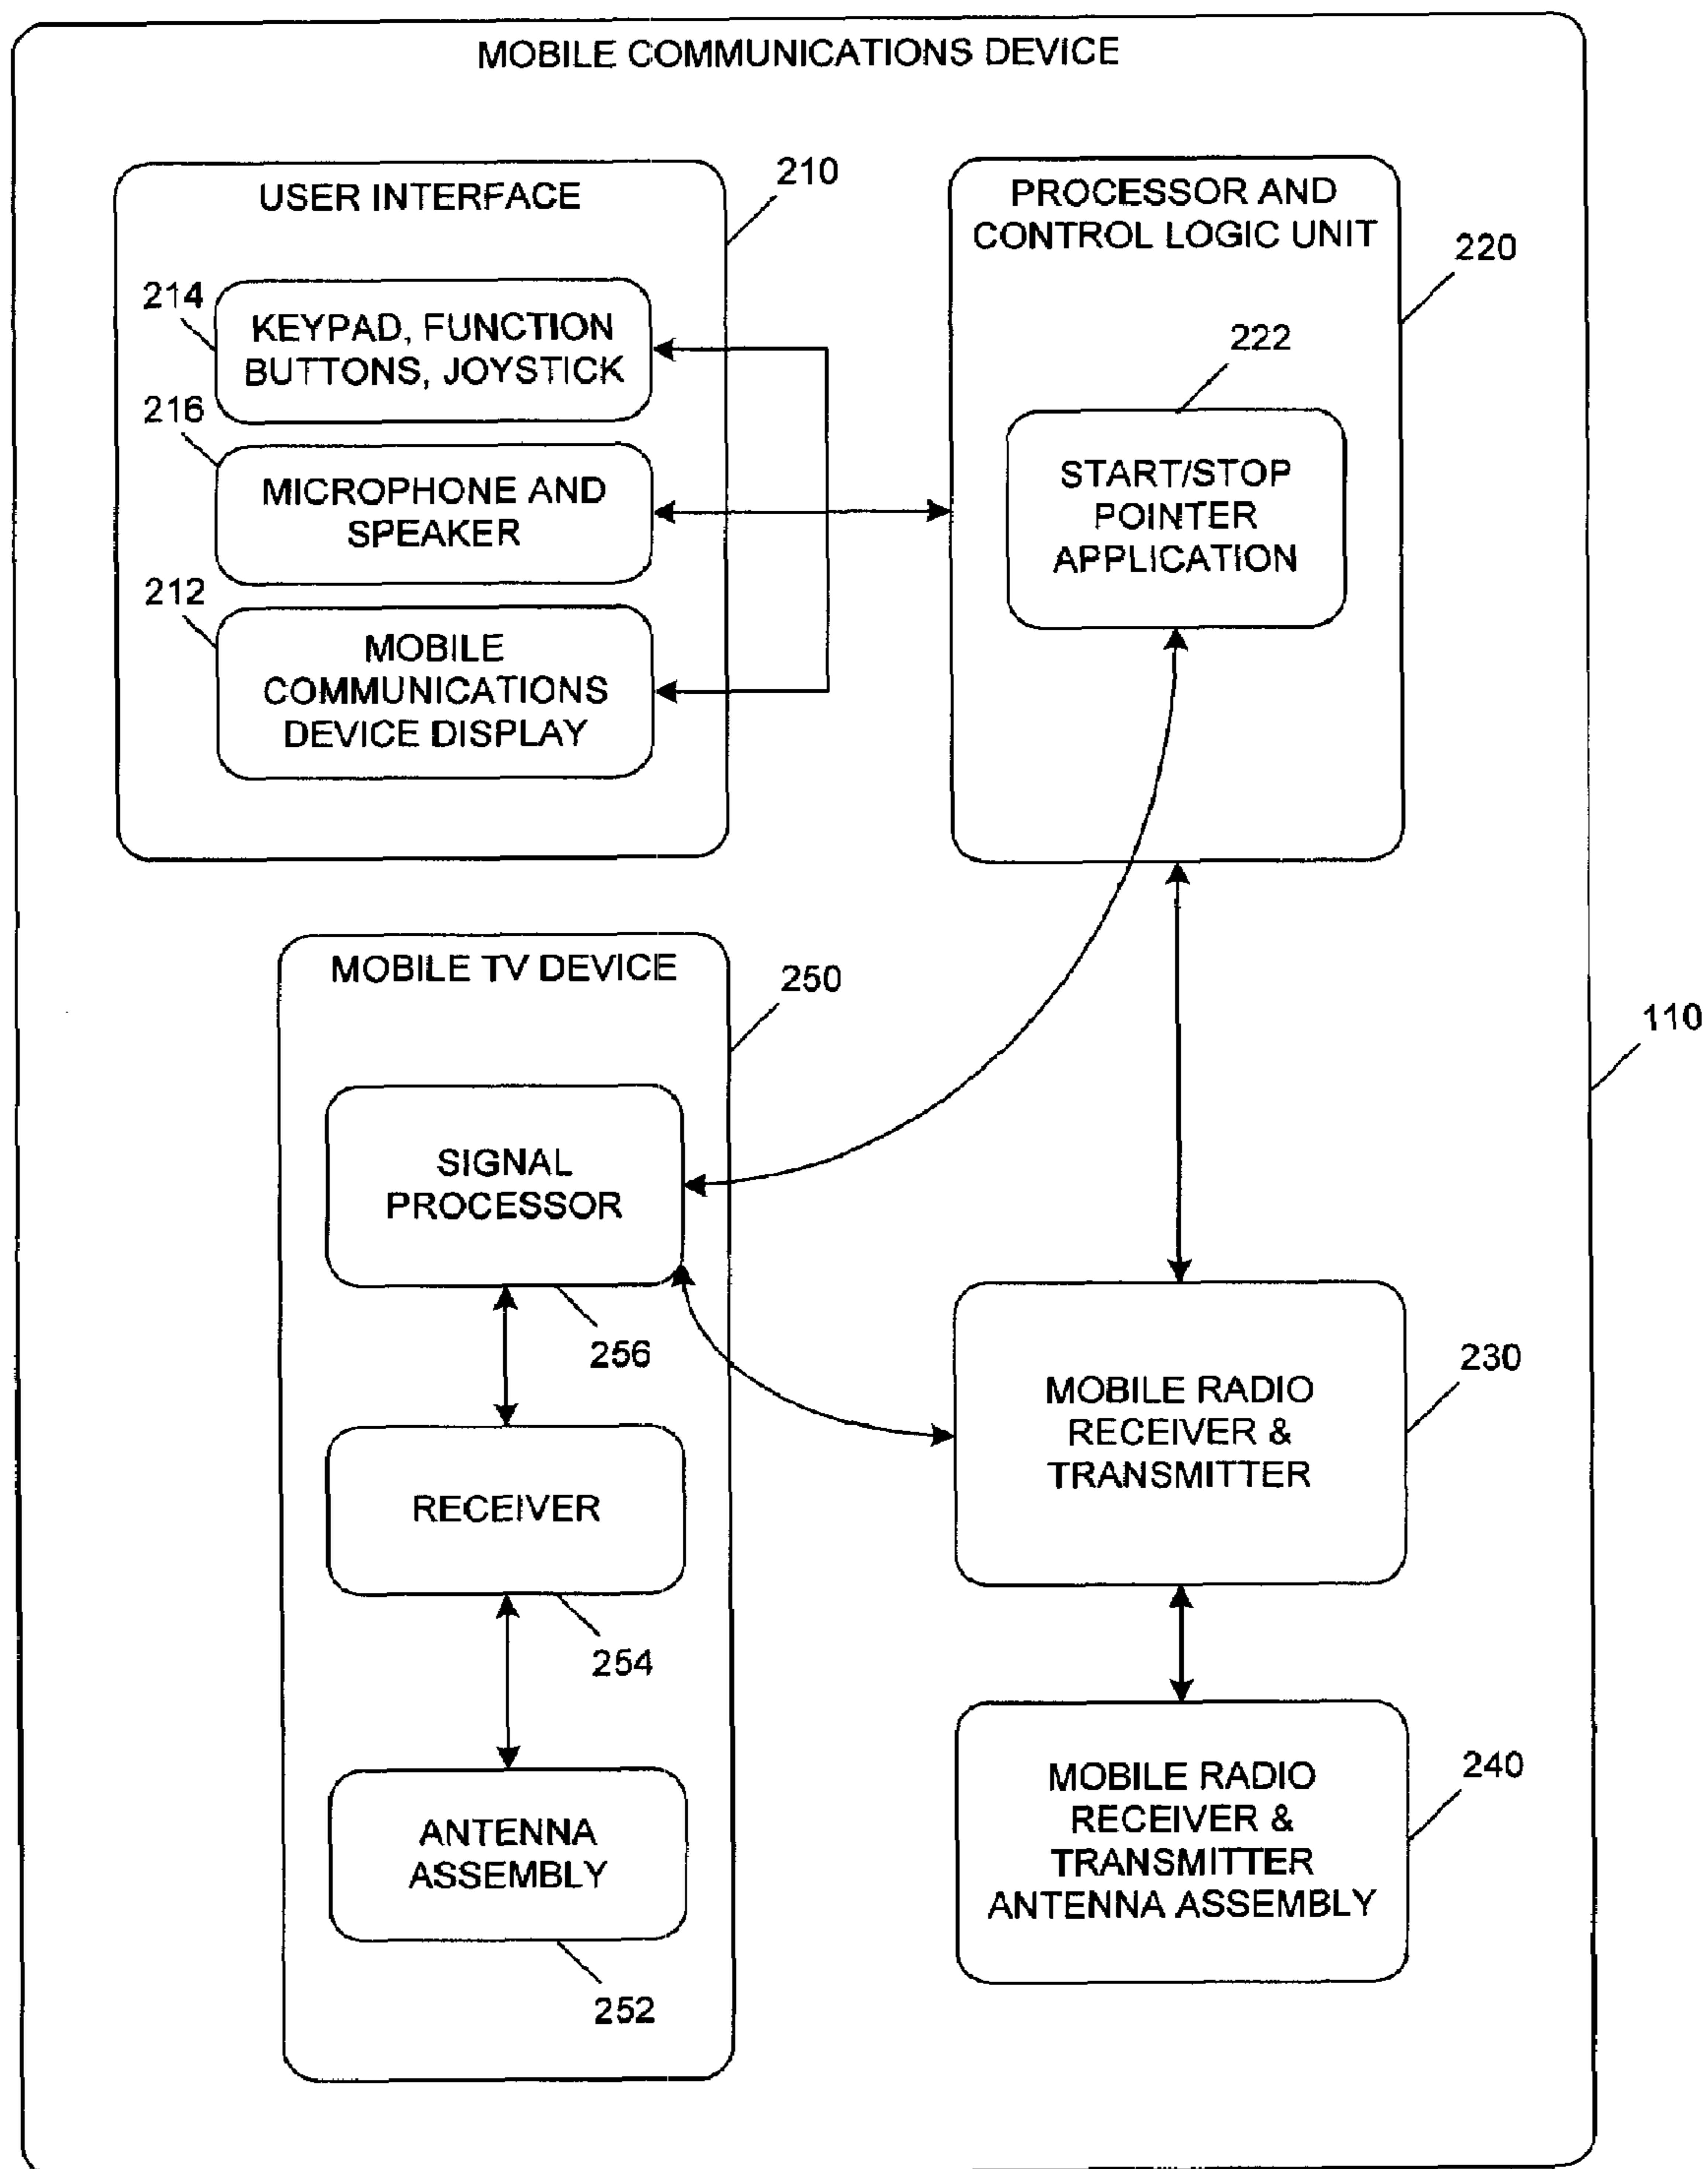 MOBILE COMMUNICATIONS DEVICE
USER INTERFACE
210
214
KEYPAD, FUNCTION
BUTTONS, JOYSTICK
216
MICROPHONE AND
SPEAKER
212
MOBILE
COMMUNICATIONS
DEVICE DISPLAY
PROCESSOR AND
CONTROL LOGIC UNIT
220
222
START/STOP
POINTER
APPLICATION
MOBILE TV DEVICE
250
110
SIGNAL
PROCESSOR
256
RECEIVER
254
ANTENNA
ASSEMBLY
252
MOBILE RADIO
RECEIVER &
TRANSMITTER
230
MOBILE RADIO
RECEIVER &
TRANSMITTER
ANTENNA ASSEMBLY
240